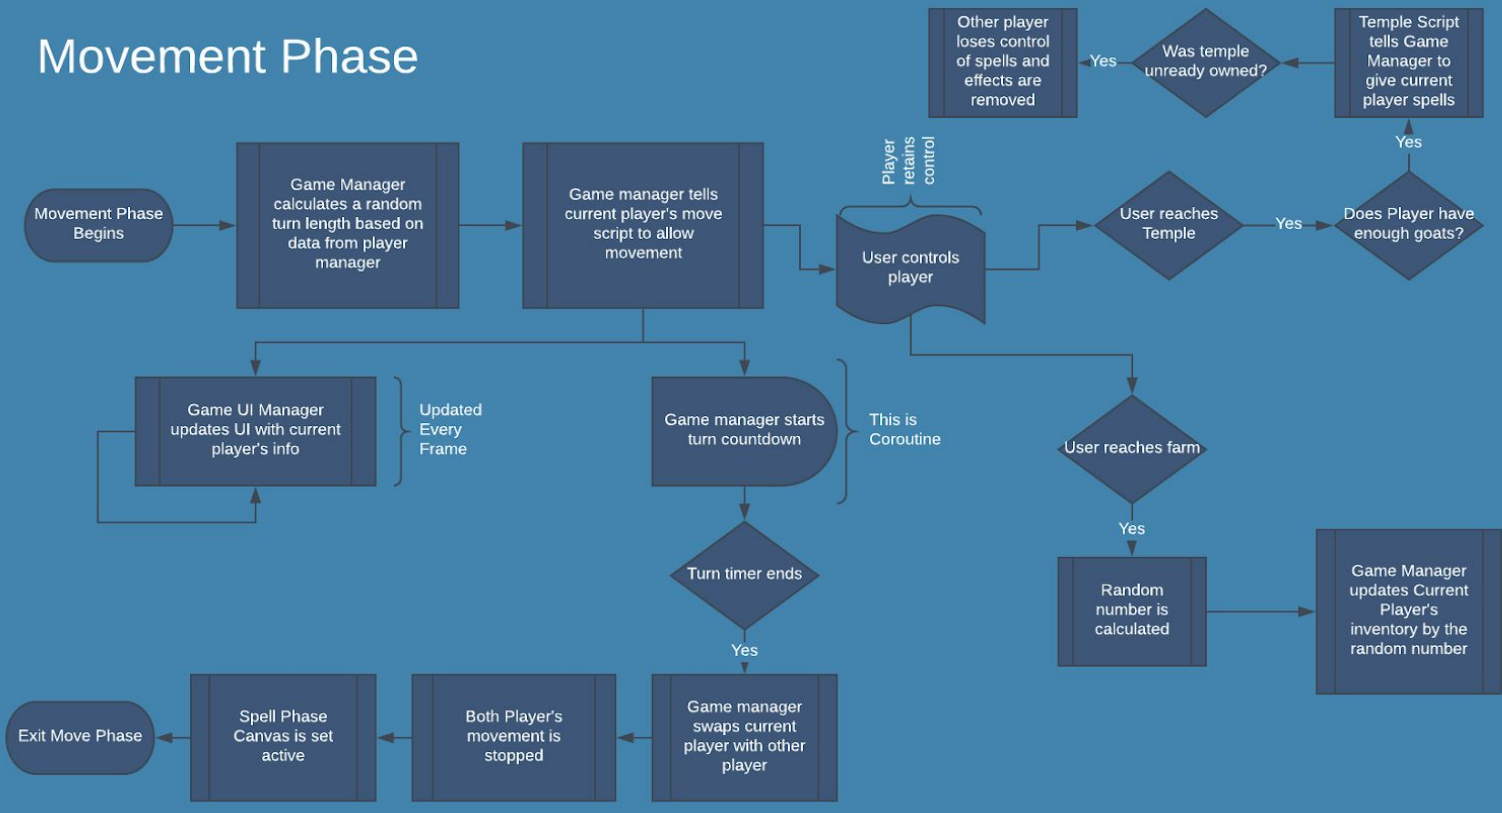 Movement Phase
Other player
loses control
of spells and
effects are
removed
Yes
Was temple
unready owned?
Temple Script
tells Game
Manager to
give current
player spells
Yes
Movement Phase
Begins
Game Manager
calculates a random
turn length based on
data from player
manager
Game manager tells
current player's move
script to allow
movement
Player
retains
control
User controls
player
User reaches
Temple
Yes
Does Player have
enough goats?
Game UI Manager
updates UI with current
player's info
Updated
Every
Frame
Game manager starts
turn countdown
This is
Coroutine
User reaches farm
Yes
Turn timer ends
Yes
Random
number is
calculated
Game Manager
updates Current
Player's
inventory by the
random number
Exit Move Phase
Spell Phase
Canvas is set
active
Both Player's
movement is
stopped
Game manager
swaps current
player with other
player